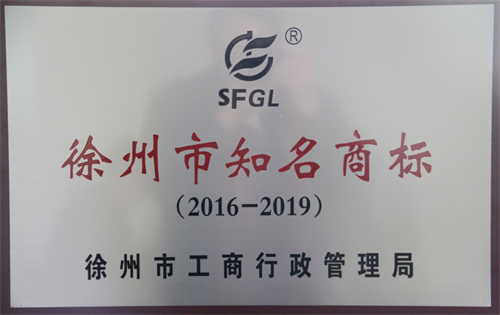 ®
SFGL
徐州市知名商标
(2016-2019)
徐州市工商行政管理局